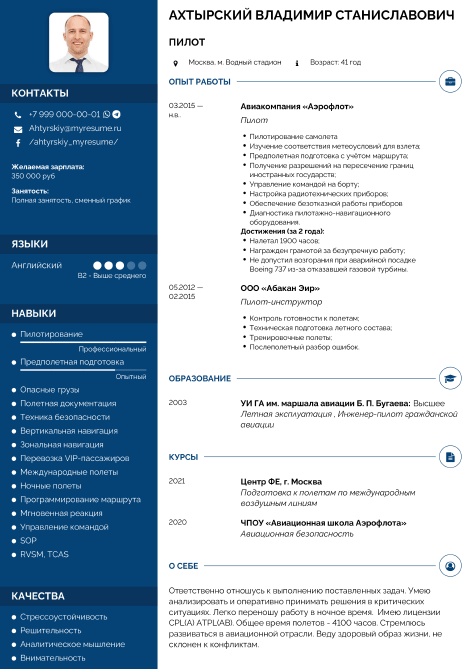 АХТЫРСКИЙ ВЛАДИМИР СТАНИСЛАВОВИЧ
ПИЛОТ
Москва, м. Водный стадион
Возраст: 41 год
КОНТАКТЫ
+7 999 000-00-01
Ahtyrskiy@myresume.ru
/ahtyrskiy_myresume/
Желаемая зарплата:
350 000 руб
Занятость:
Полная занятость, сменный график
ЯЗЫКИ
Английский
B2 - Выше среднего
НАВЫКИ
Пилотирование
Профессиональный
Предполетная подготовка
Опытный
Опасные грузы
Полетная документация
Техника безопасности
Вертикальная навигация
Зональная навигация
Перевозка VIP-пассажиров
Международные полеты
Ночные полеты
Программирование маршрута
Мгновенная реакция
Управление командой
SOP
RVSM, TCAS
КАЧЕСТВА
Стрессоустойчивость
Решительность
Аналитическое мышление
Внимательность
ОПЫТ РАБОТЫ
03.2015 —
н.в.
Авиакомпания «Аэрофлот»
Пилот
Пилотирование самолета
Изучение соответствия метеоусловий для взлета;
Предполетная подготовка с учётом маршрута;
Получение разрешений на пересечение границ
иностранных государств;
Управление командой на борту;
Настройка радиотехнических приборов;
Обеспечение безотказной работы приборов
Диагностика пилотажно-навигационного
оборудования.
Достижения (за 2 года):
Налетал 1900 часов;
Награжден грамотой за безупречную работу;
Не допустил возгорания при аварийной посадке
Boeing 737 из-за отказавшей газовой турбины.
05.2012 —
02.2015
ООО «Абакан Эир»
Пилот-инструктор
Контроль готовности к полетам;
Техническая подготовка летного состава;
Тренировочные полеты;
Послеполетный разбор ошибок.
ОБРАЗОВАНИЕ
2003
УИ ГА им. маршала авиации Б. П. Бугаева: Высшее
Летная эксплуатация , Инженер-пилот гражданской
авиации
КУРСЫ
2021
Центр ФЕ, г. Москва
Подготовка к полетам по международным
воздушным линиям
2020
ЧПОУ «Авиационная школа Аэрофлота»
Авиационная безопасность
О СЕБЕ
Ответственно отношусь к выполнению поставленных задач. Умею
анализировать и оперативно принимать решения в критических
ситуациях. Легко переношу работу в ночное время. Имею лицензии
CPL(A) ATPL(AB). Общее время полетов - 4100 часов. Стремлюсь
развиваться в авиационной отрасли. Веду здоровый образ жизни, не
склонен к конфликтам.